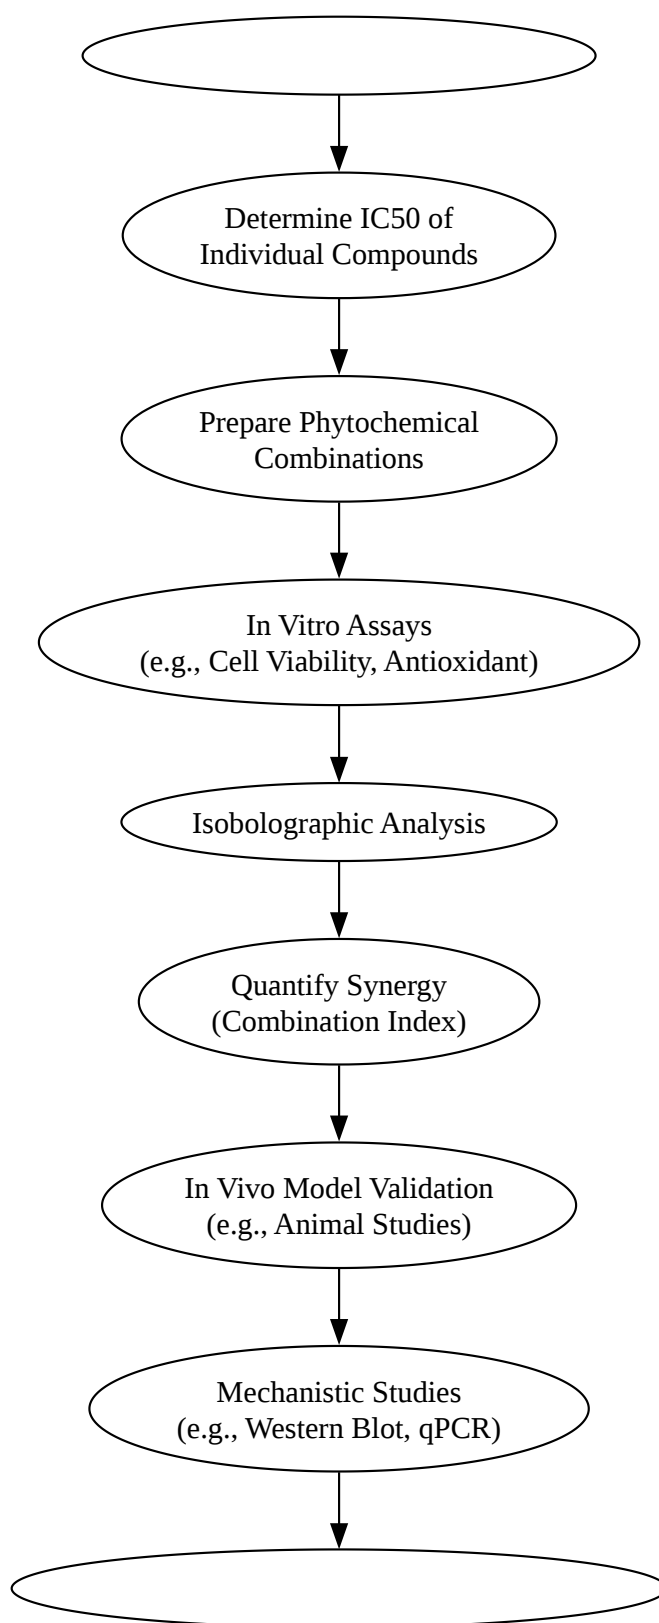 Determine IC50 of
Individual Compounds
Prepare Phytochemical
Combinations
In Vitro Assays
(e.g., Cell Viability, Antioxidant)
Isobolographic Analysis
Quantify Synergy
(Combination Index)
In Vivo Model Validation
(e.g., Animal Studies)
Mechanistic Studies
(e.g., Western Blot, qPCR)